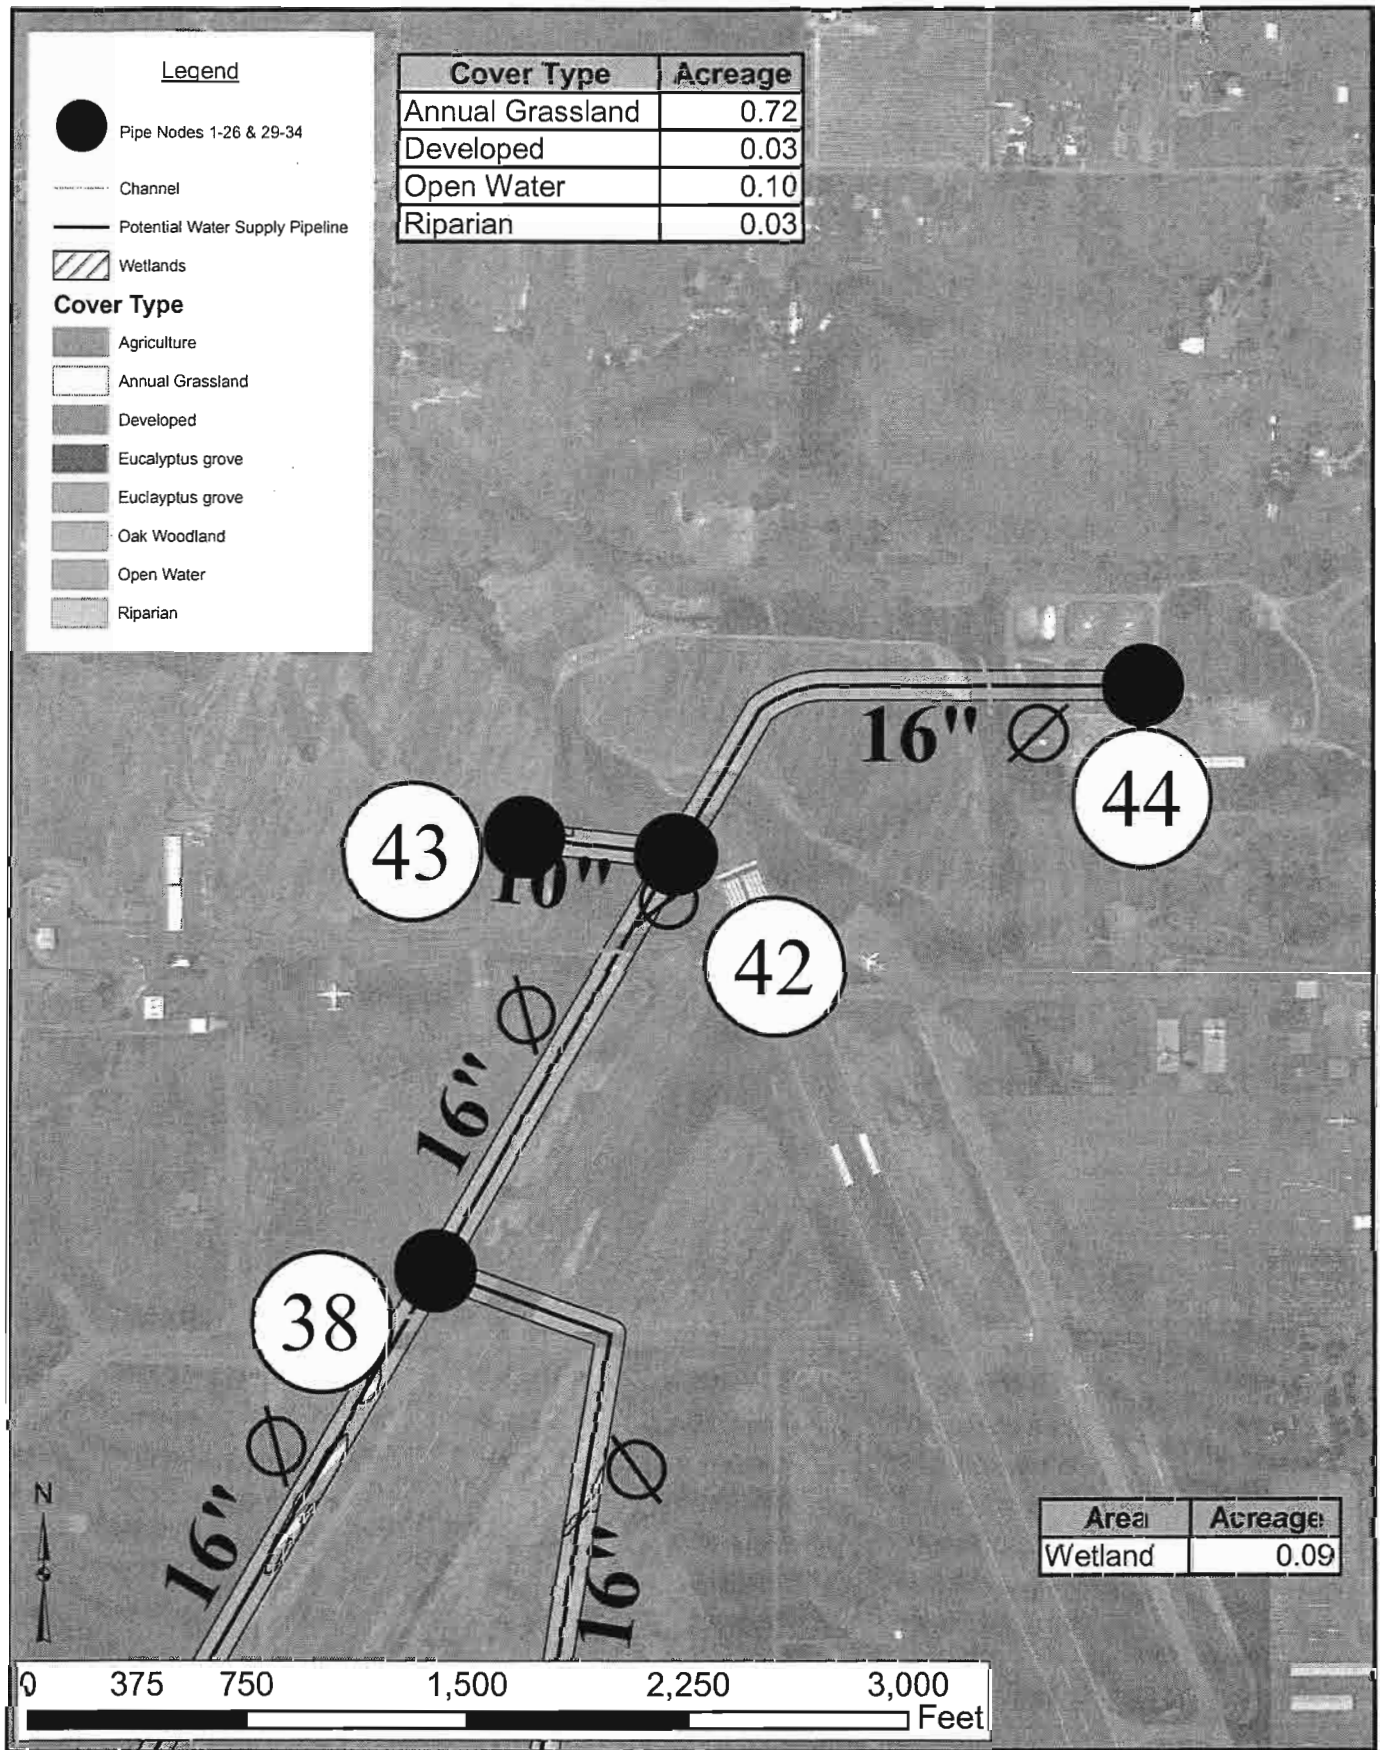 Legend
Pipe Nodes 1-26 & 29-34
Channel
Potential Water Supply Pipeline
Wetlands
Cover Type
Agriculture
Annual Grassland
Developed
Eucalyptus grove
Euclayptus grove
Oak Woodland
Open Water
Riparian
Cover Type Acreage
Annual Grassland 0.72
Developed 0.03
Open Water 0.10
Riparian 0.03
16" Ø
44
43
10" Ø
42
16" Ø
38
16" Ø
16" Ø
N
Area Acreage
Wetland 0.09
0 375 750 1,500 2,250 3,000
Feet